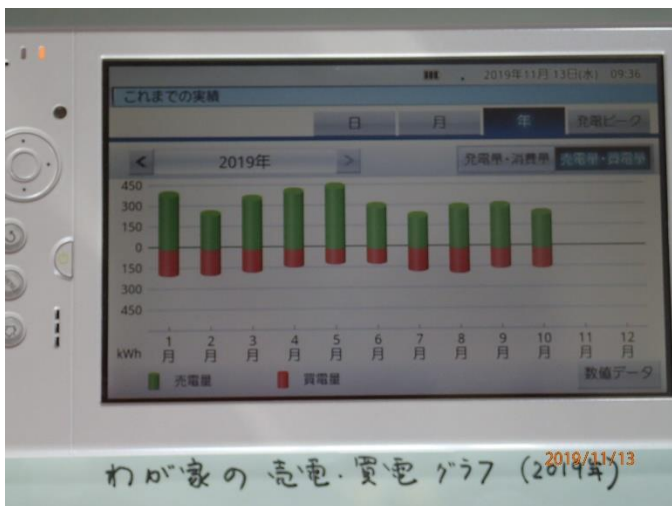 2019年11月13日(水) 09:36
これまでの実績
日 月 年 発電ピーク
< 2019年 > 発電量・消費量 売電量・買電量
450
300
150
0
150
300
450
kWh 1月 2月 3月 4月 5月 6月 7月 8月 9月 10月 11月 12月
売電量 買電量 数値データ
2019/11/13
わが家の売電・買電グラフ(2019年)